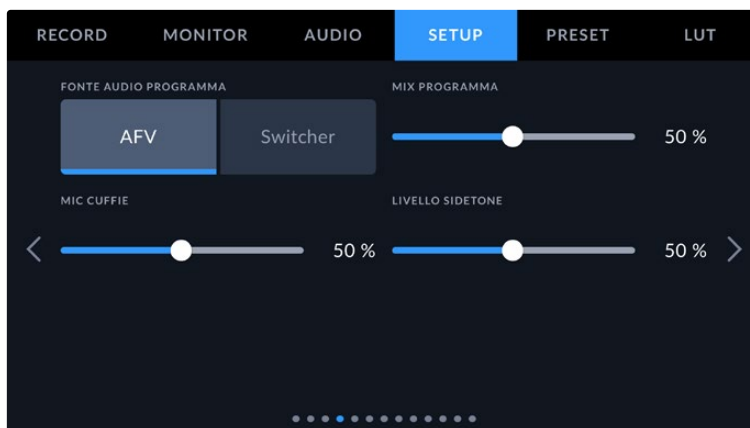 RECORD MONITOR AUDIO SETUP PRESET LUT
FONTE AUDIO PROGRAMMA MIX PROGRAMMA
AFV Switcher 50 %
MIC CUFFIE LIVELLO SIDETONE
50 % 50 %